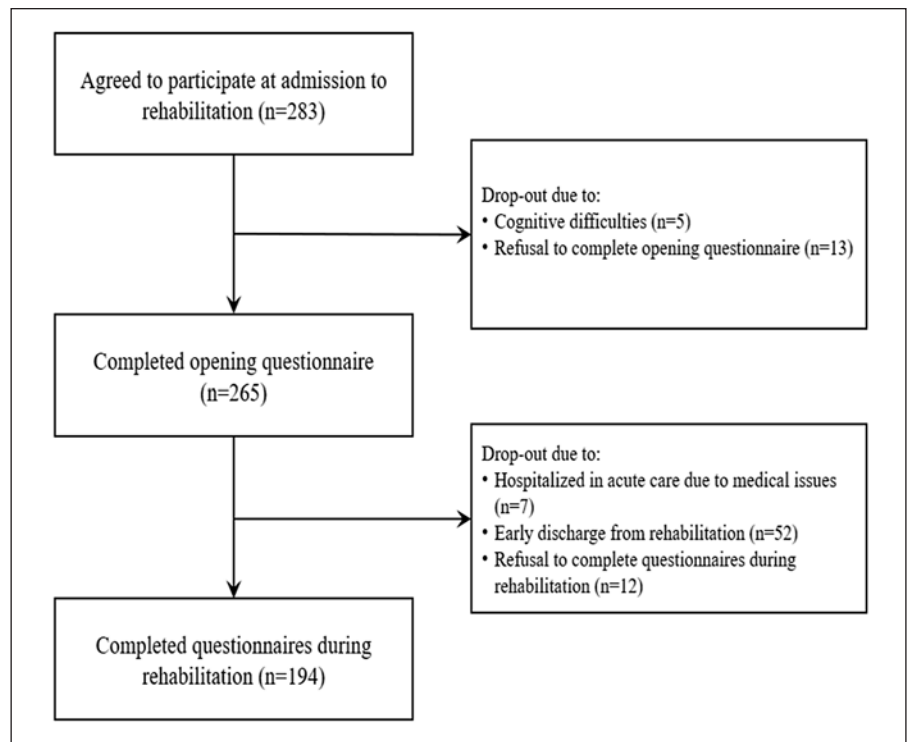 Agreed to participate at admission to
rehabilitation (n=283)
Drop-out due to:
• Cognitive difficulties (n=5)
• Refusal to complete opening questionnaire (n=13)
Completed opening questionnaire
(n=265)
Drop-out due to:
• Hospitalized in acute care due to medical issues
(n=7)
• Early discharge from rehabilitation (n=52)
• Refusal to complete questionnaires during
rehabilitation (n=12)
Completed questionnaires during
rehabilitation (n=194)